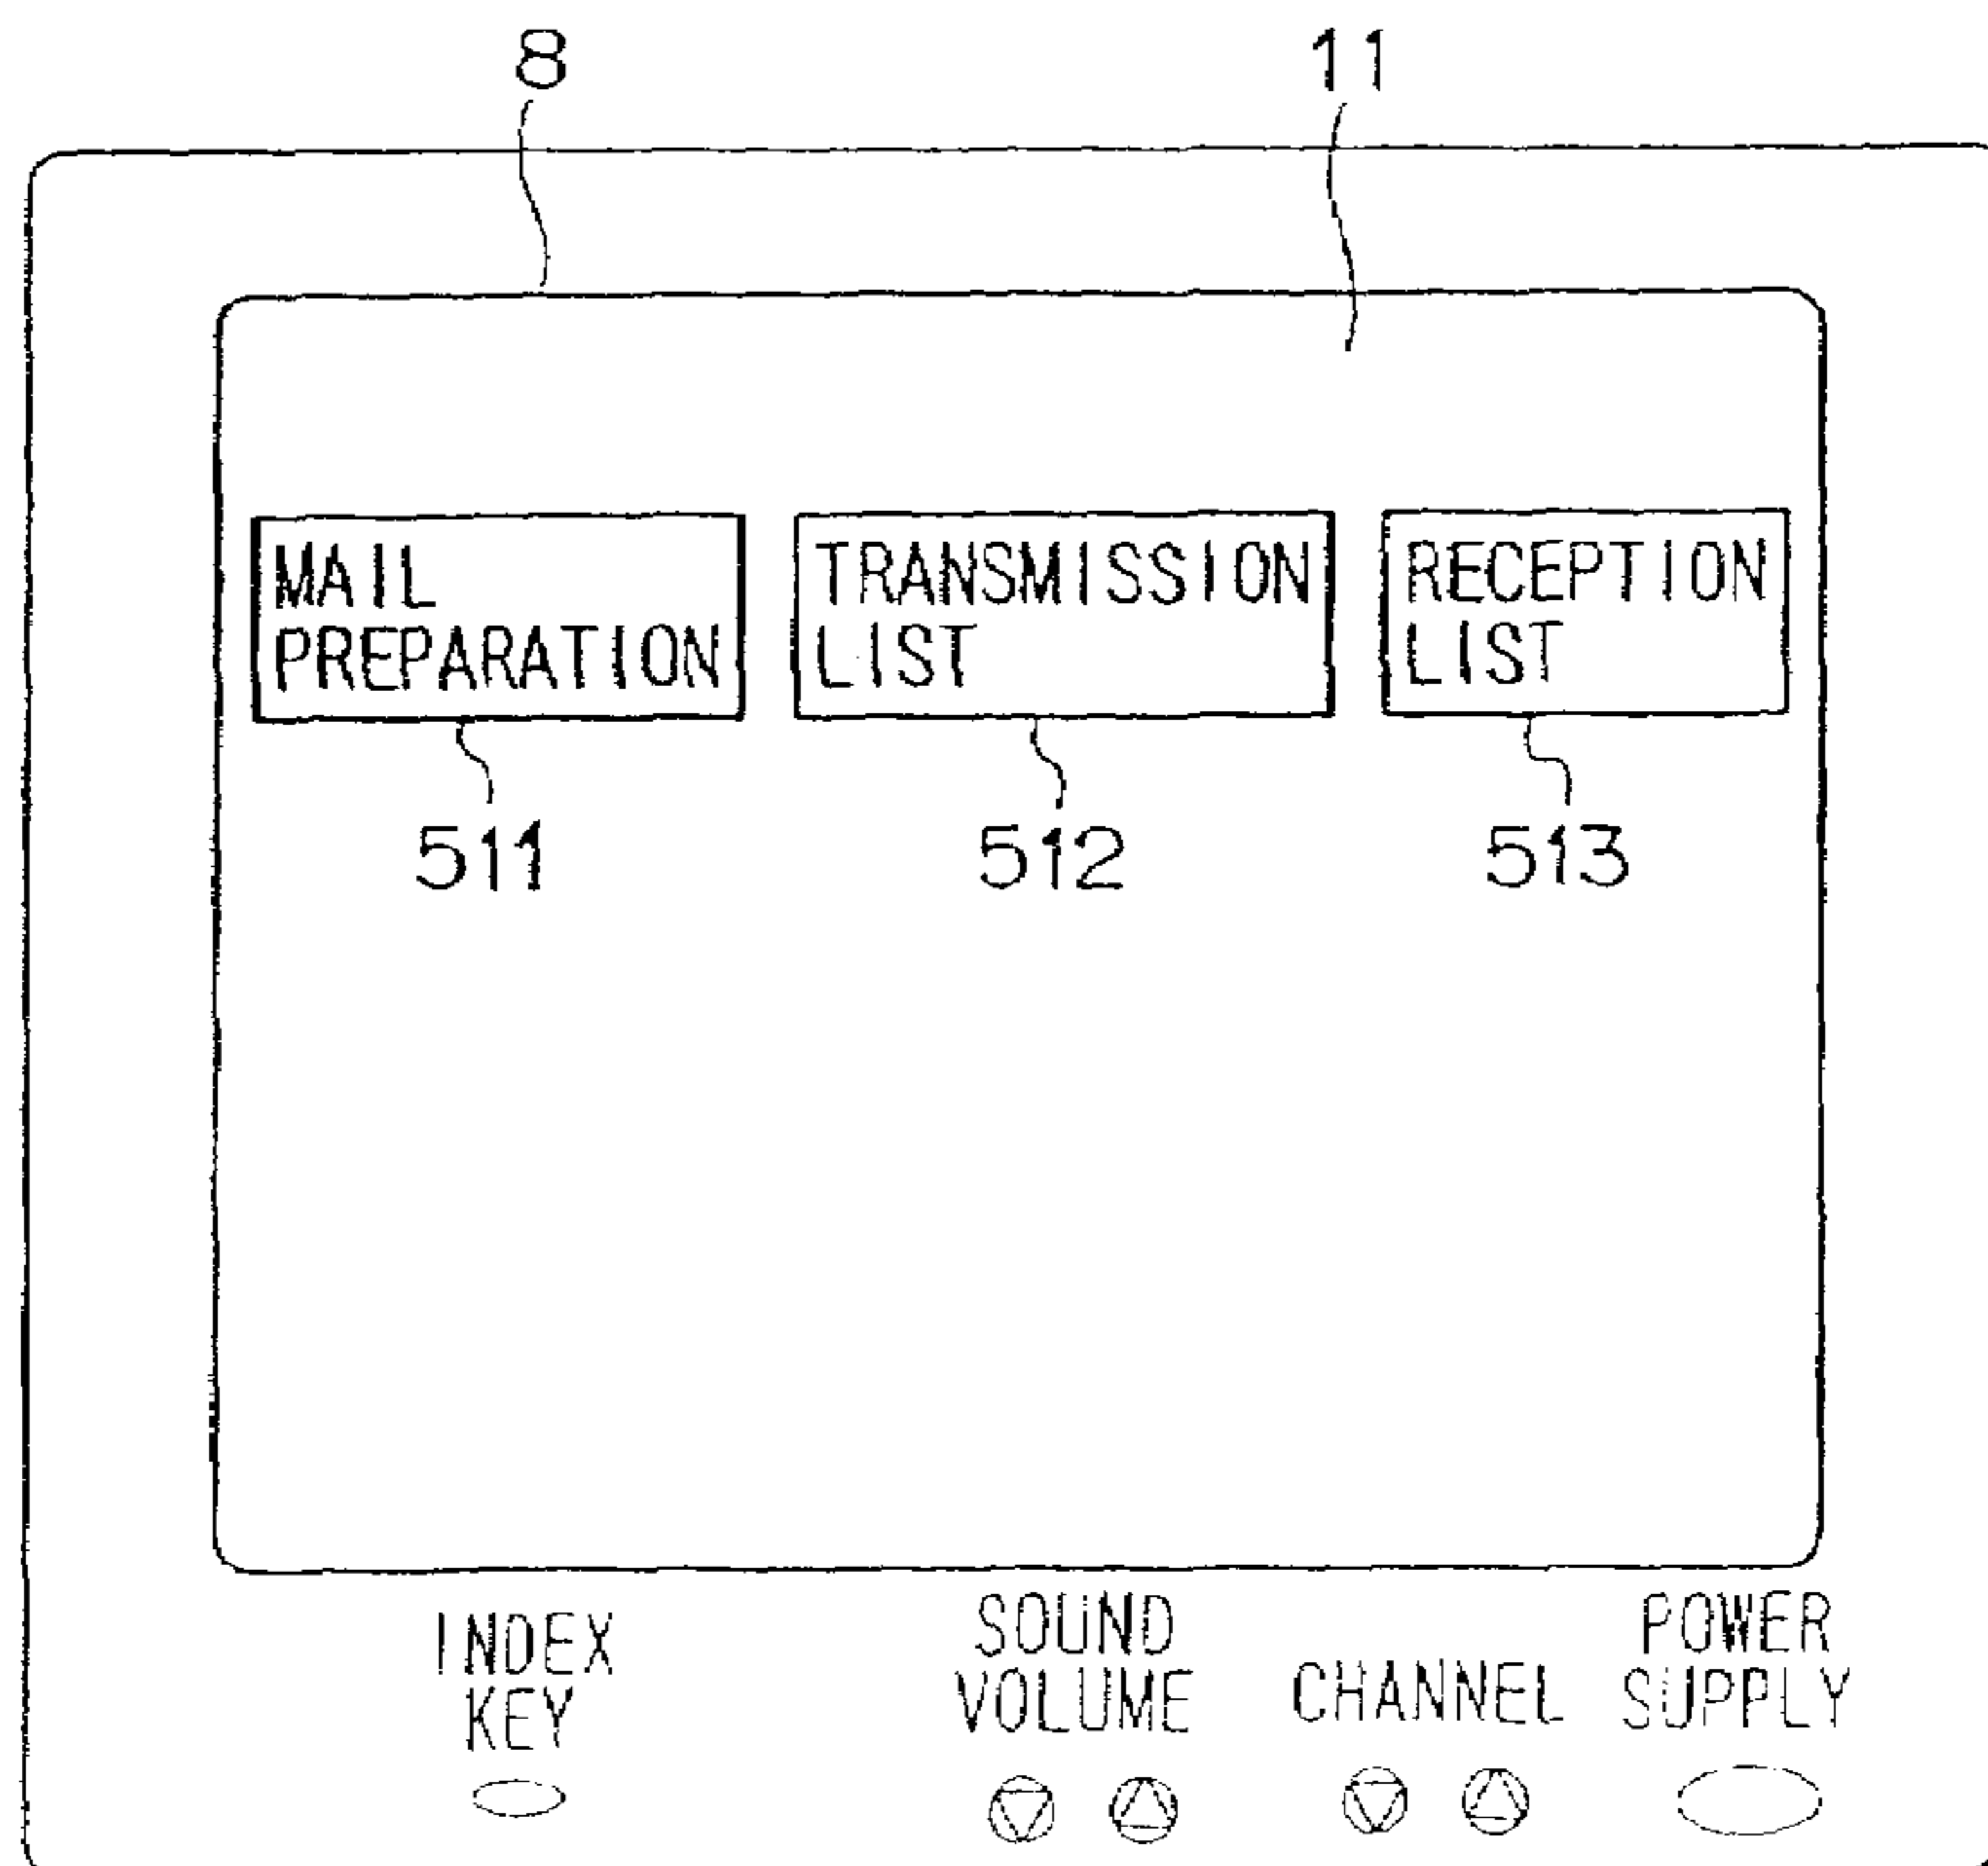 8 11
MAIL
PREPARATION
TRANSMISSION
LIST
RECEPTION
LIST
511 512 513
INDEX
KEY
SOUND
VOLUME
CHANNEL
POWER
SUPPLY